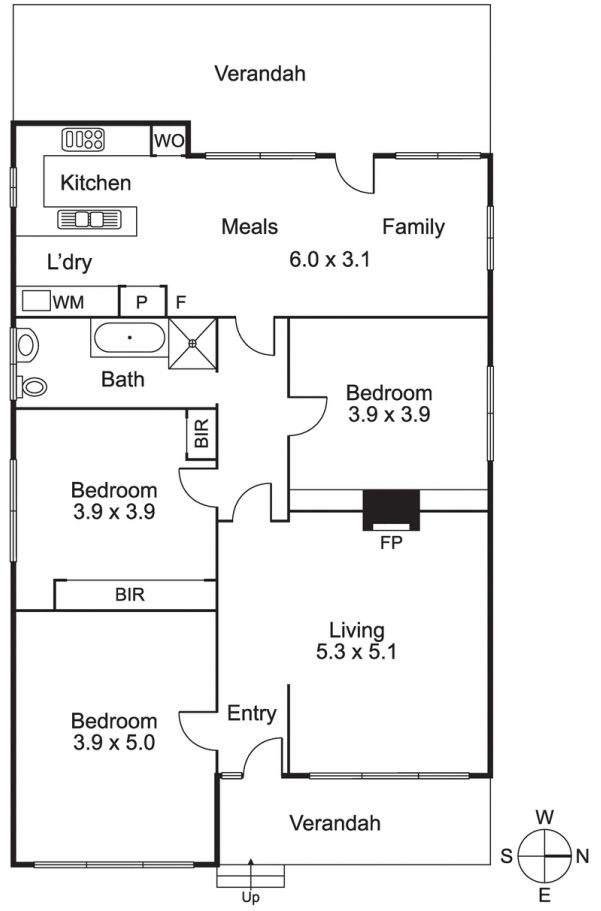 Verandah
WO
Kitchen
Meals
Family
6.0 x 3.1
L'dry
WM
P
F
Bath
Bedroom
3.9 x 3.9
BIR
Bedroom
3.9 x 3.9
FP
BIR
Living
5.3 x 5.1
Entry
Bedroom
3.9 x 5.0
Verandah
W
S
N
E
Up